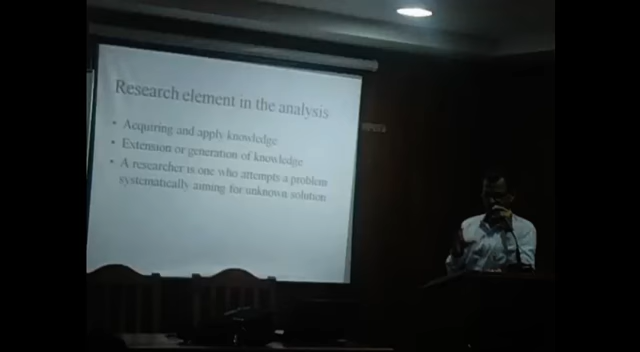 Research element in the analysis
• Acquiring and apply knowledge
• Extension or generation of knowledge
• A researcher is one who attempts a problem
systematically aiming for unknown solution